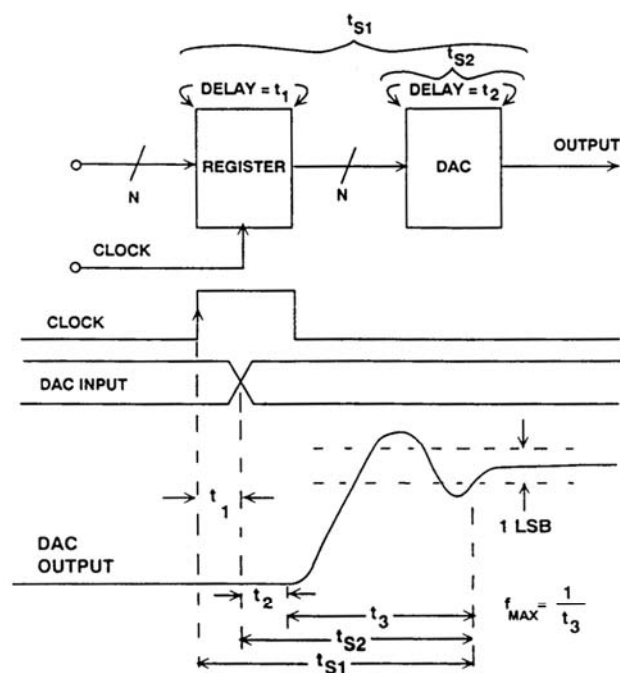 tS1
tS2
DELAY = t1
DELAY = t2
N
REGISTER
N
DAC
OUTPUT
CLOCK
CLOCK
DAC INPUT
t1
1 LSB
DAC
OUTPUT
t2
t3
fMAX = 1/t3
tS2
tS1